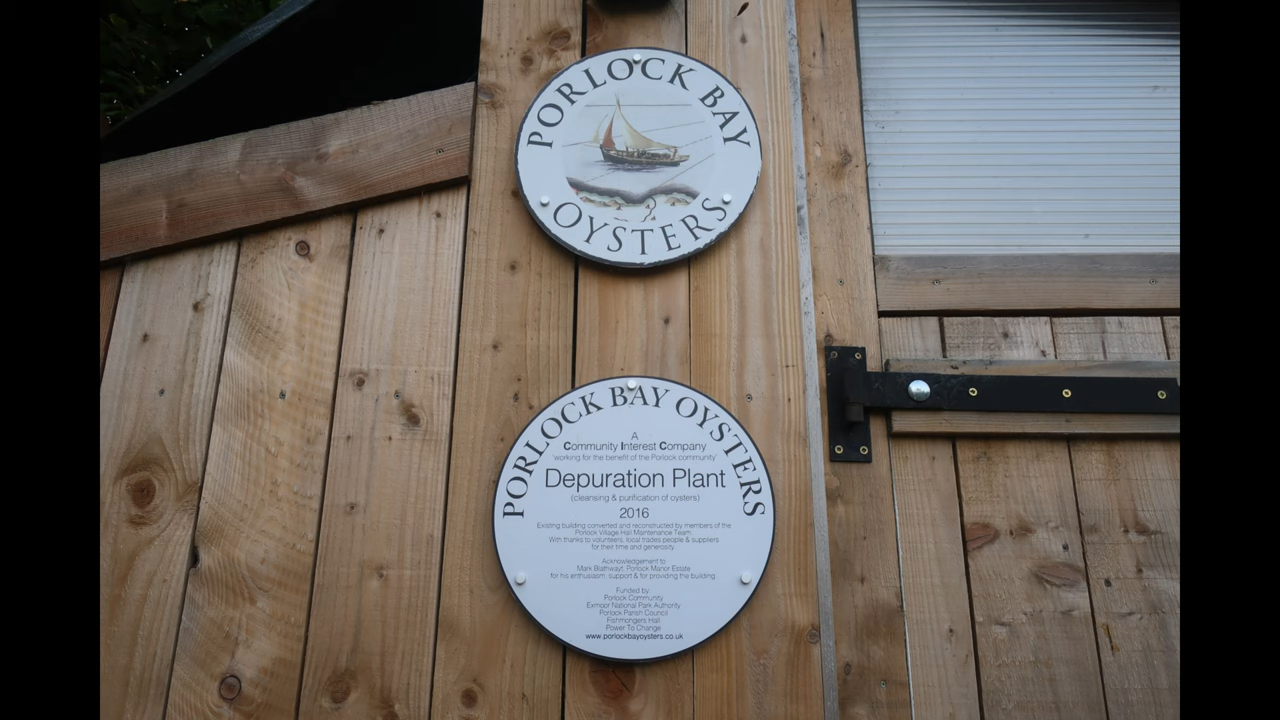 PORLOCK BAY
OYSTERS
PORLOCK BAY OYSTERS
A
Community Interest Company
'working for the benefit of the Porlock community'
Depuration Plant
(cleansing & purification of oysters)
2016
Existing building converted and reconstructed by members of the
Porlock Village Hall Maintenance Team.
With thanks to volunteers, local trades people & suppliers
for their time and generosity.
Acknowledgement to
Mark Blathwayt, Porlock Manor Estate
for his enthusiasm, support & for providing the building
Funded by
Porlock Community
Exmoor National Park Authority
Porlock Parish Council
Fishmongers Hall
Power To Change
www.porlockbayoysters.co.uk